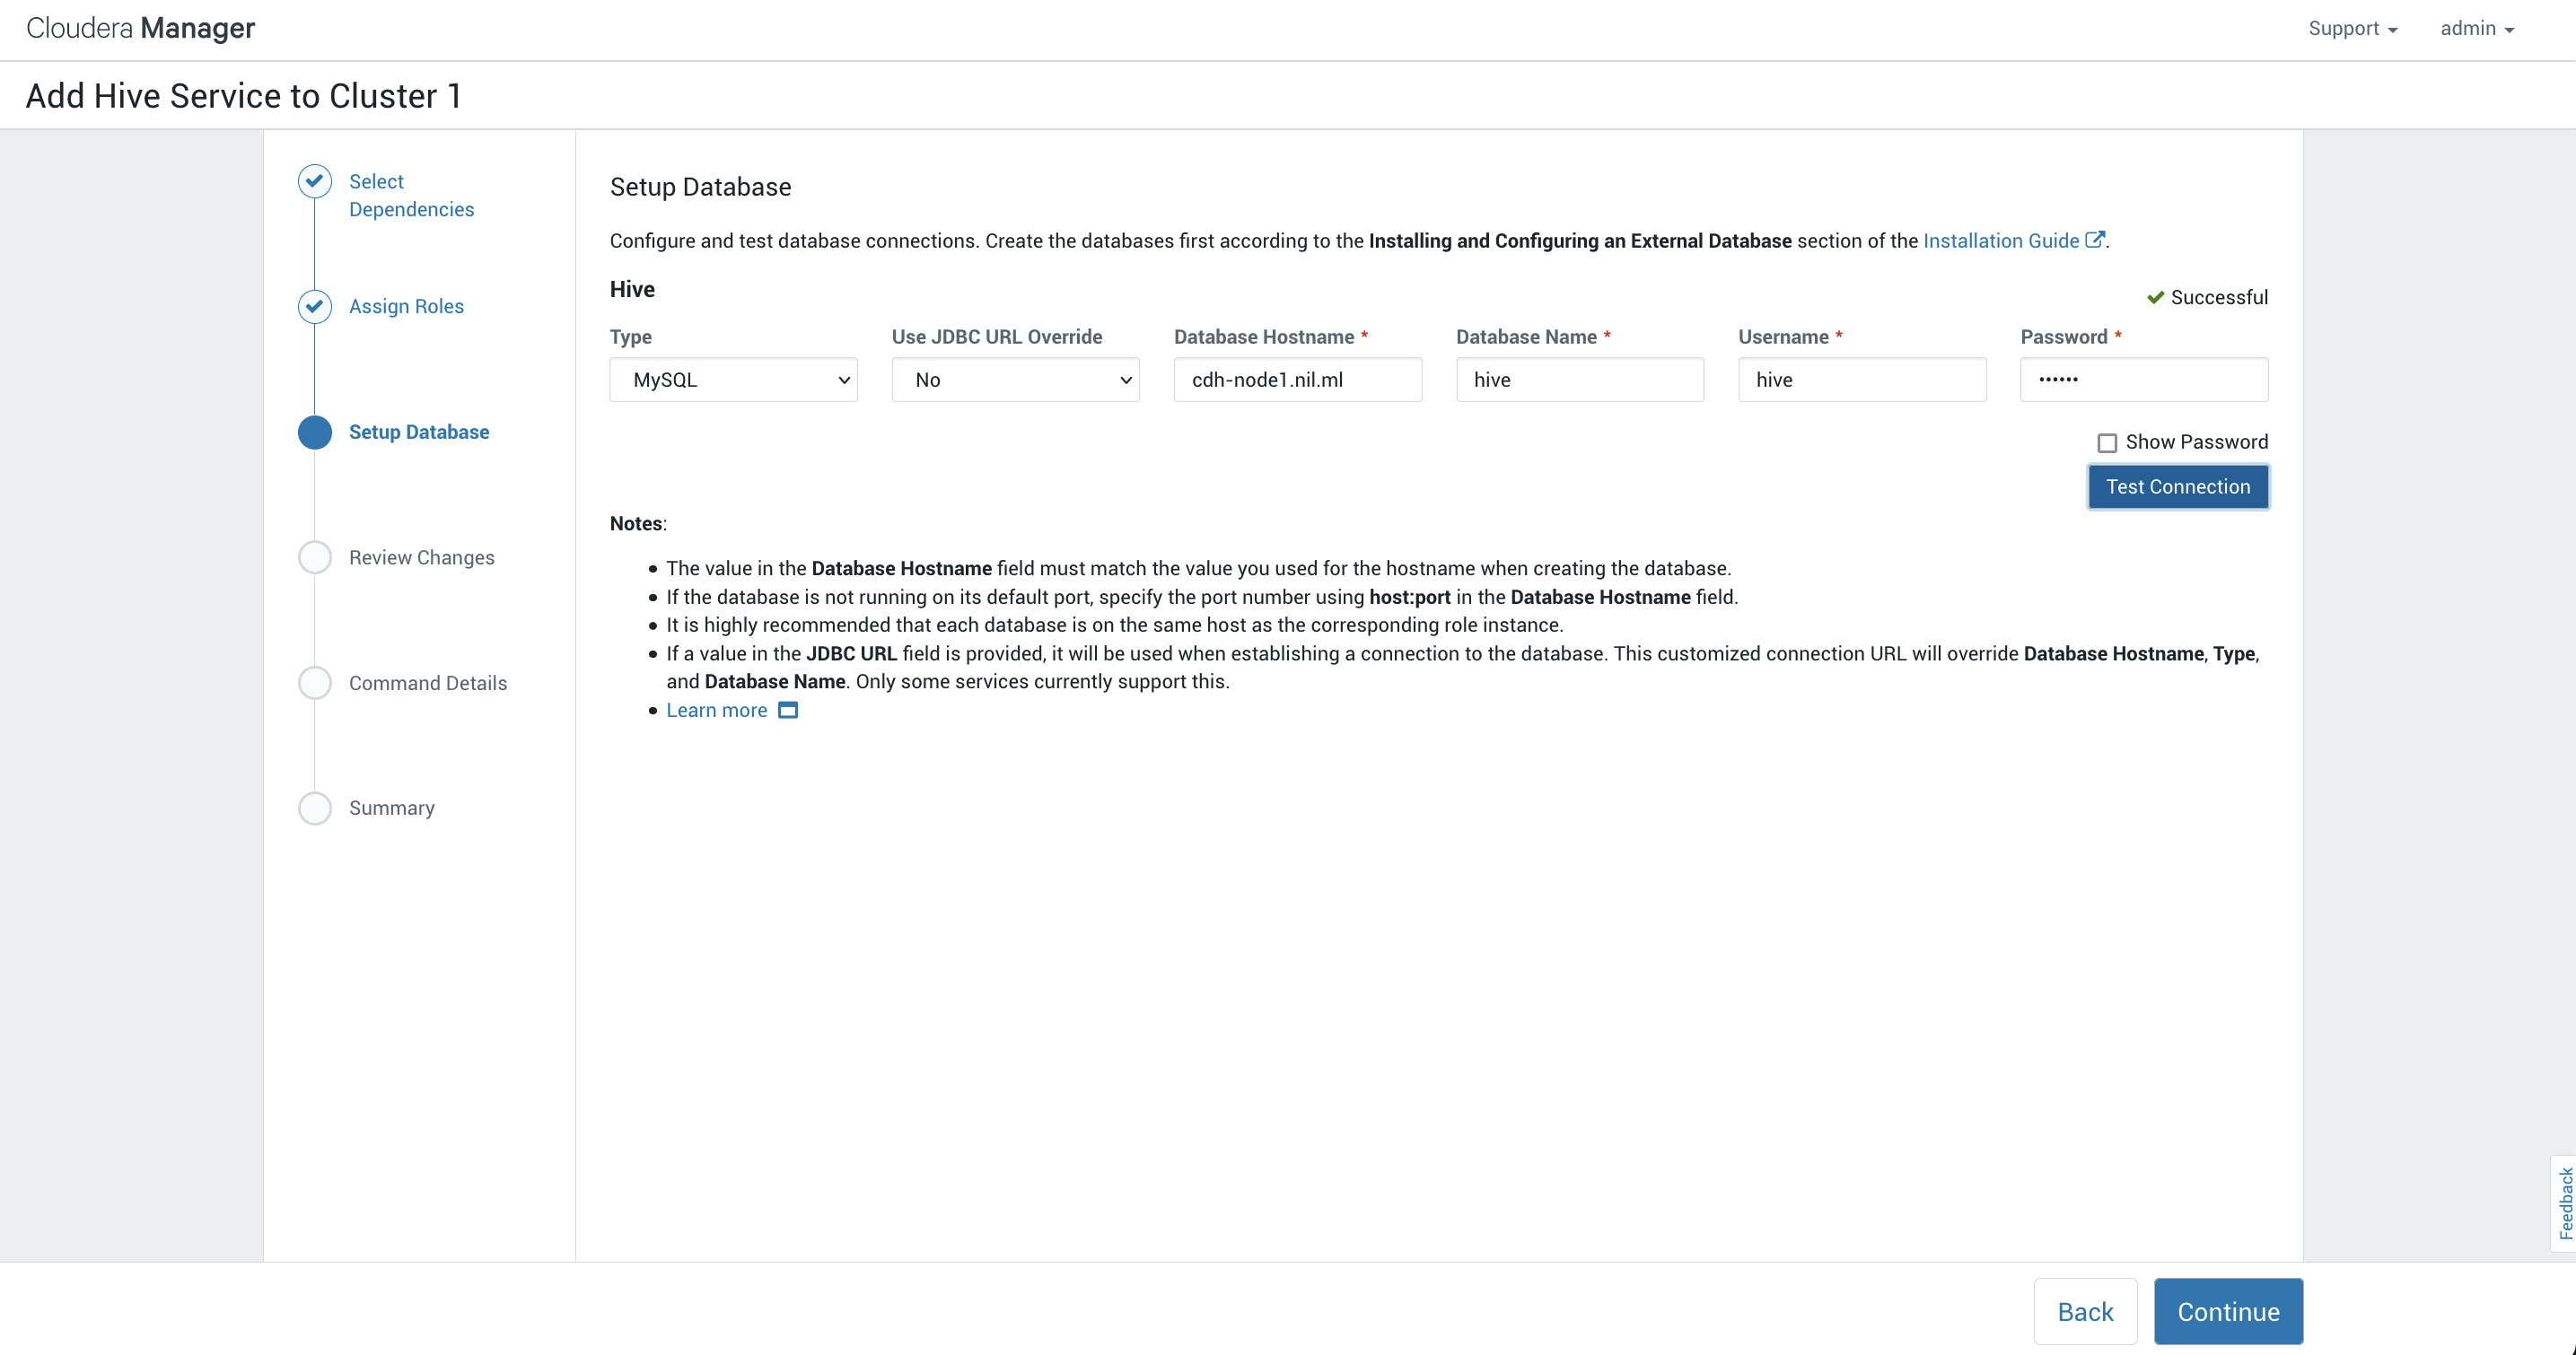 Cloudera Manager
Support
admin
Add Hive Service to Cluster 1
Select
Dependencies
Assign Roles
Setup Database
Review Changes
Command Details
Summary
Setup Database
Configure and test database connections. Create the databases first according to the Installing and Configuring an External Database section of the Installation Guide.
Hive
Successful
Type
Use JDBC URL Override
Database Hostname *
Database Name *
Username *
Password *
MySQL
No
cdh-node1.nil.ml
hive
hive
••••••
Show Password
Test Connection
Notes:
• The value in the Database Hostname field must match the value you used for the hostname when creating the database.
• If the database is not running on its default port, specify the port number using host:port in the Database Hostname field.
• It is highly recommended that each database is on the same host as the corresponding role instance.
• If a value in the JDBC URL field is provided, it will be used when establishing a connection to the database. This customized connection URL will override Database Hostname, Type,
and Database Name. Only some services currently support this.
• Learn more
Feedback
Back
Continue